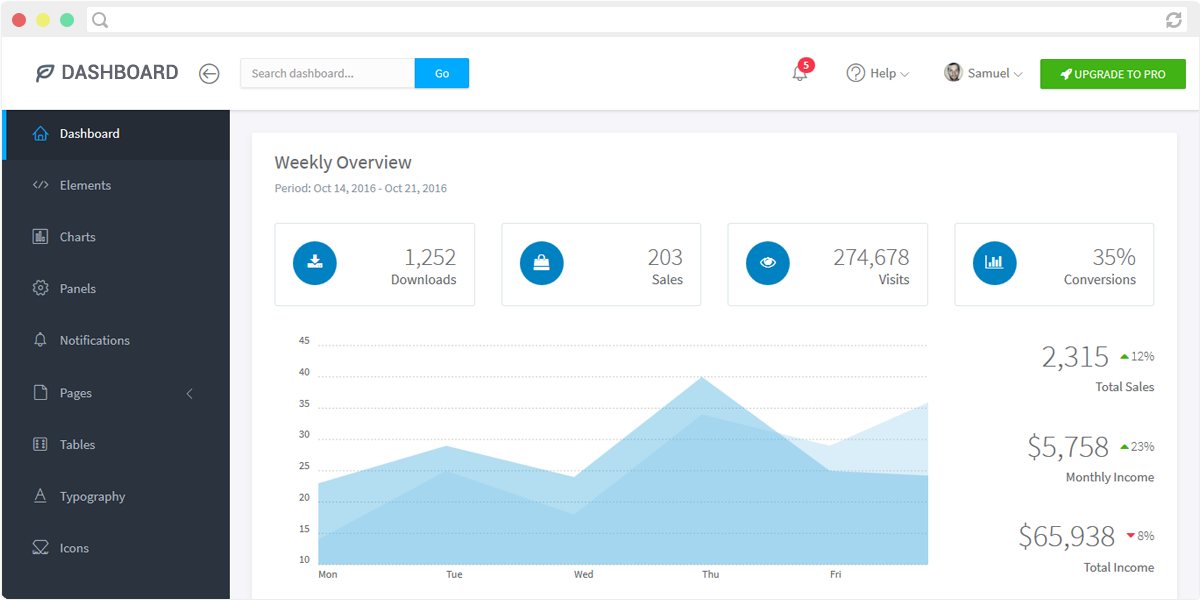 DASHBOARD
Search dashboard...
Go
5
Help
Samuel
UPGRADE TO PRO
Dashboard
Elements
Charts
Panels
Notifications
Pages
Tables
Typography
Icons
Weekly Overview
Period: Oct 14, 2016 - Oct 21, 2016
1,252
Downloads
203
Sales
274,678
Visits
35%
Conversions
45
40
35
30
25
20
15
10
Mon Tue Wed Thu Fri
2,315 12%
Total Sales
$5,758 23%
Monthly Income
$65,938 8%
Total Income